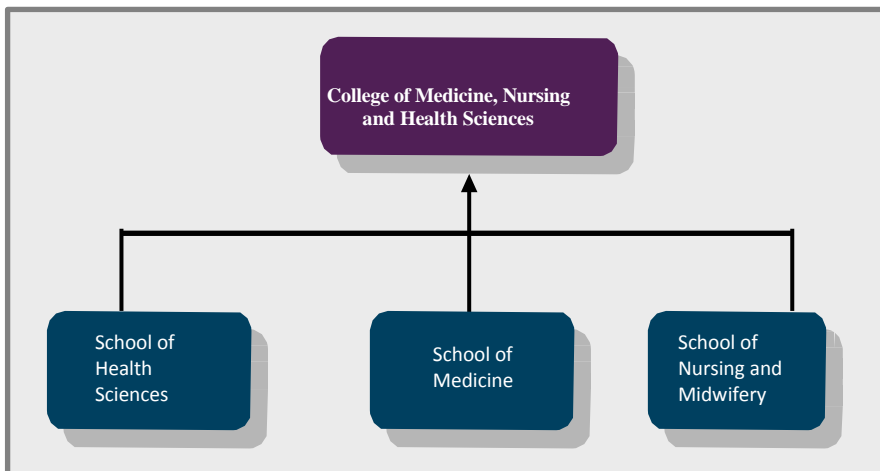 College of Medicine, Nursing
and Health Sciences
School of
Health
Sciences
School of
Medicine
School of
Nursing and
Midwifery